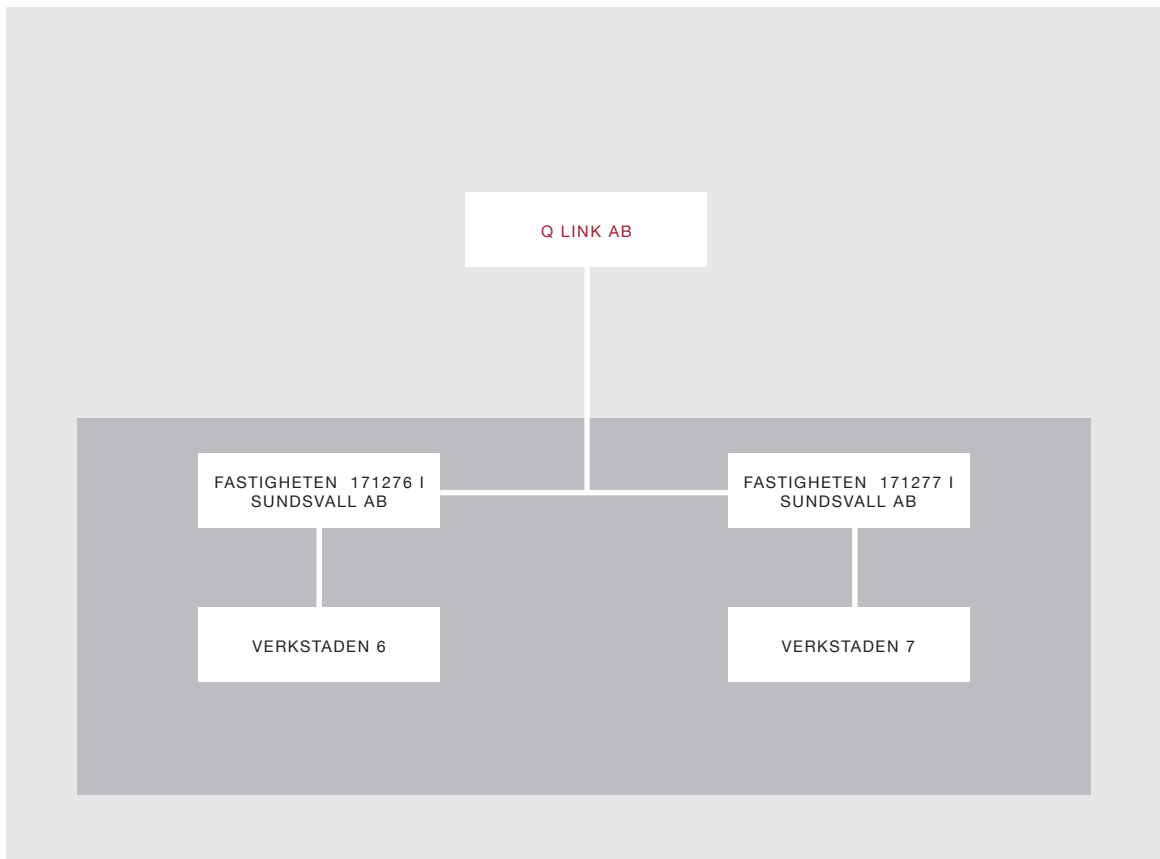 Q LINK AB
FASTIGHETEN 171276 I
SUNDSVALL AB
FASTIGHETEN 171277 I
SUNDSVALL AB
VERKSTADEN 6
VERKSTADEN 7